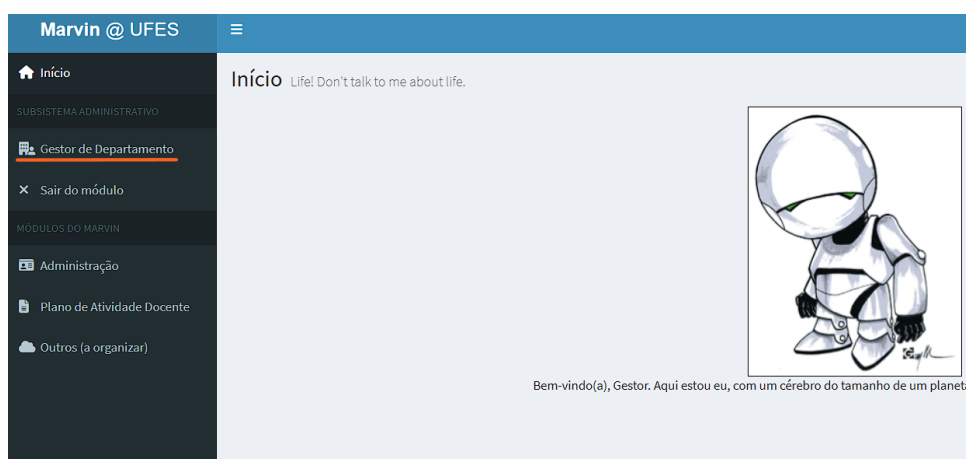 Marvin @ UFES
Início
SUBSISTEMA ADMINISTRATIVO
Gestor de Departamento
Sair do módulo
MÓDULOS DO MARVIN
Administração
Plano de Atividade Docente
Outros (a organizar)
Início Life! Don't talk to me about life.
Bem-vindo(a), Gestor. Aqui estou eu, com um cérebro do tamanho de um planet